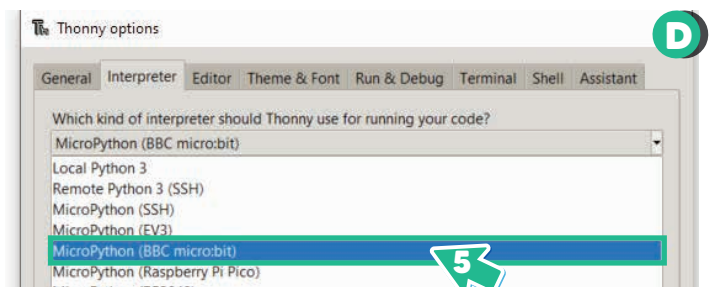 Thonny options
D
General Interpreter Editor Theme & Font Run & Debug Terminal Shell Assistant
Which kind of interpreter should Thonny use for running your code?
MicroPython (BBC micro:bit)
Local Python 3
Remote Python 3 (SSH)
MicroPython (SSH)
MicroPython (EV3)
MicroPython (BBC micro:bit)
5
MicroPython (Raspberry Pi Pico)